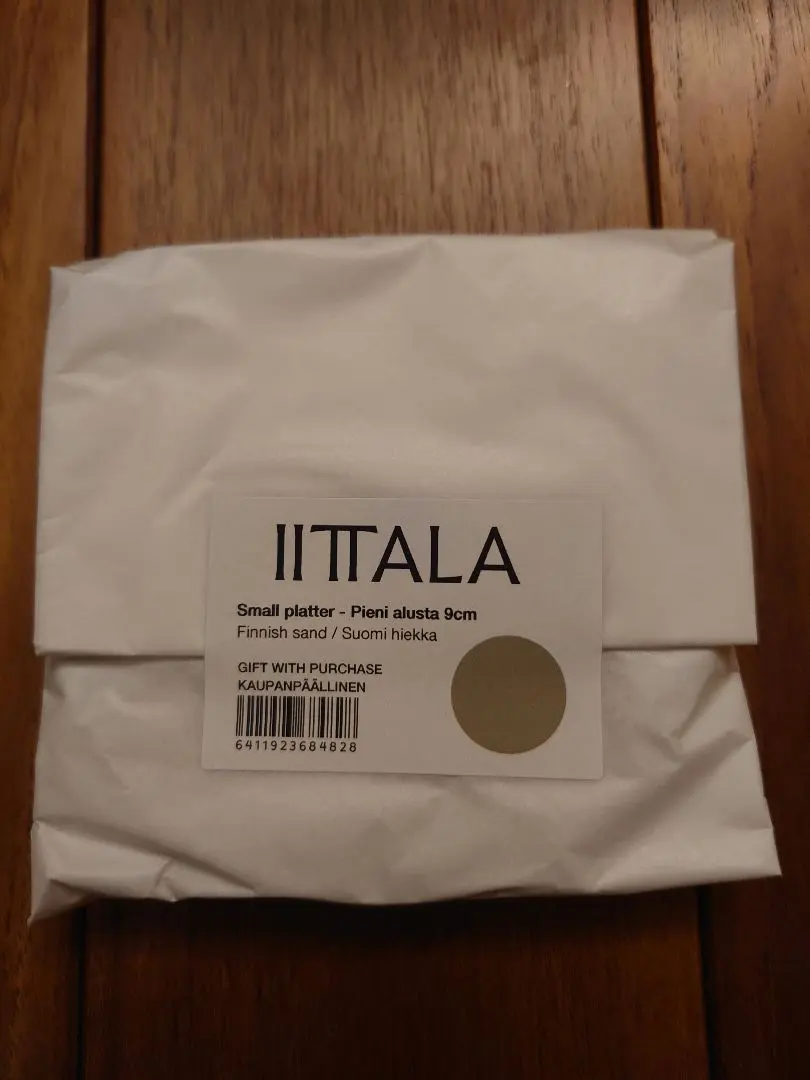 IITTALA
Small platter - Pieni alusta 9cm
Finnish sand / Suomi hiekka
GIFT WITH PURCHASE
KAUPANPÄÄLLINEN
6411923684828